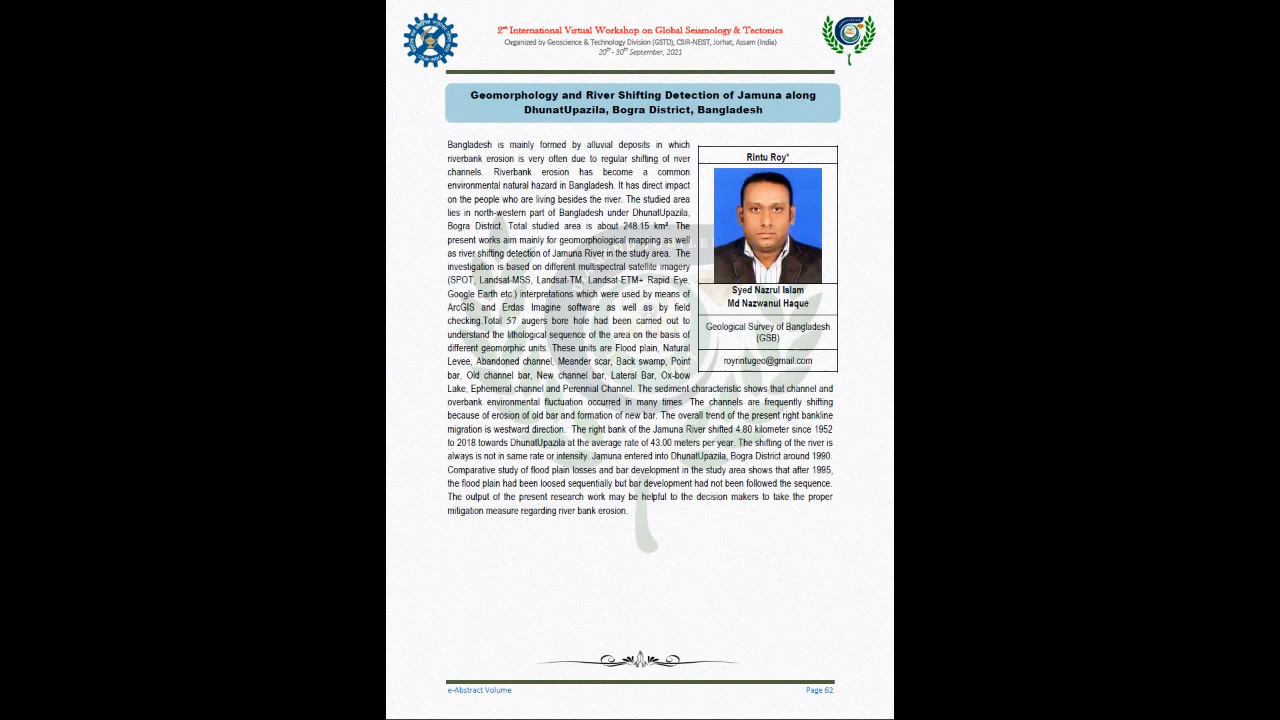 2nd International Virtual Workshop on Global Seismology & Tectonics
Organized by Geoscience & Technology Division (GSTD), CSIR-NEIST, Jorhat, Assam (India)
20th - 30th September, 2021
Geomorphology and River Shifting Detection of Jamuna along
DhunatUpazila, Bogra District, Bangladesh
Bangladesh is mainly formed by alluvial deposits in which
riverbank erosion is very often due to regular shifting of river
channels. Riverbank erosion has become a common
environmental natural hazard in Bangladesh. It has direct impact
on the people who are living besides the river. The studied area
lies in north-western part of Bangladesh under DhunatUpazila,
Bogra District. Total studied area is about 248.15 km². The
present works aim mainly for geomorphological mapping as well
as river shifting detection of Jamuna River in the study area. The
investigation is based on different multispectral satellite imagery
(SPOT, Landsat-MSS, Landsat-TM, Landsat-ETM+ Rapid Eye,
Google Earth etc.) interpretations which were used by means of
ArcGIS and Erdas Imagine software as well as by field
checking.Total 57 augers bore hole had been carried out to
understand the lithological sequence of the area on the basis of
different geomorphic units. These units are Flood plain, Natural
Levee, Abandoned channel, Meander scar, Back swamp, Point
bar, Old channel bar, New channel bar, Lateral Bar, Ox-bow
Lake, Ephemeral channel and Perennial Channel. The sediment characteristic shows that channel and
overbank environmental fluctuation occurred in many times. The channels are frequently shifting
because of erosion of old bar and formation of new bar. The overall trend of the present right bankline
migration is westward direction. The right bank of the Jamuna River shifted 4.80 kilometer since 1952
to 2018 towards DhunatUpazila at the average rate of 43.00 meters per year. The shifting of the river is
always is not in same rate or intensity. Jamuna entered into DhunatUpazila, Bogra District around 1990.
Comparative study of flood plain losses and bar development in the study area shows that after 1995,
the flood plain had been loosed sequentially but bar development had not been followed the sequence.
The output of the present research work may be helpful to the decision makers to take the proper
mitigation measure regarding river bank erosion.
Rintu Roy*
Syed Nazrul Islam
Md Nazwanul Haque
Geological Survey of Bangladesh
(GSB)
royrintugeo@gmail.com
e-Abstract Volume
Page 62